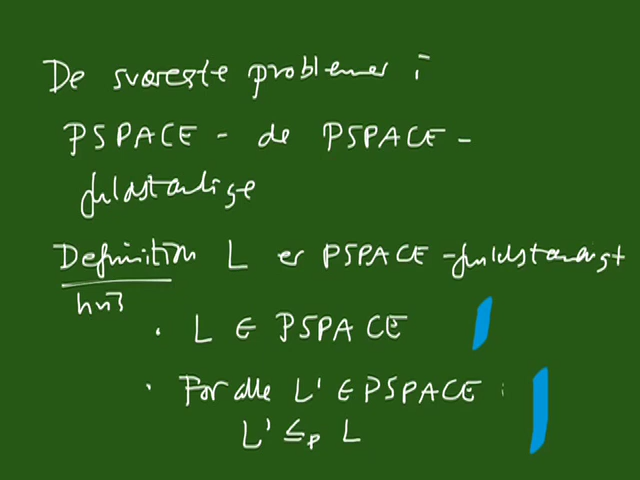 De sværeste problemer i
PSPACE - de PSPACE -
fuldstændige
Definition L er PSPACE -fuldstændigt
hvis
· L ∈ PSPACE
· For alle L' ∈ PSPACE :
L' ≤p L